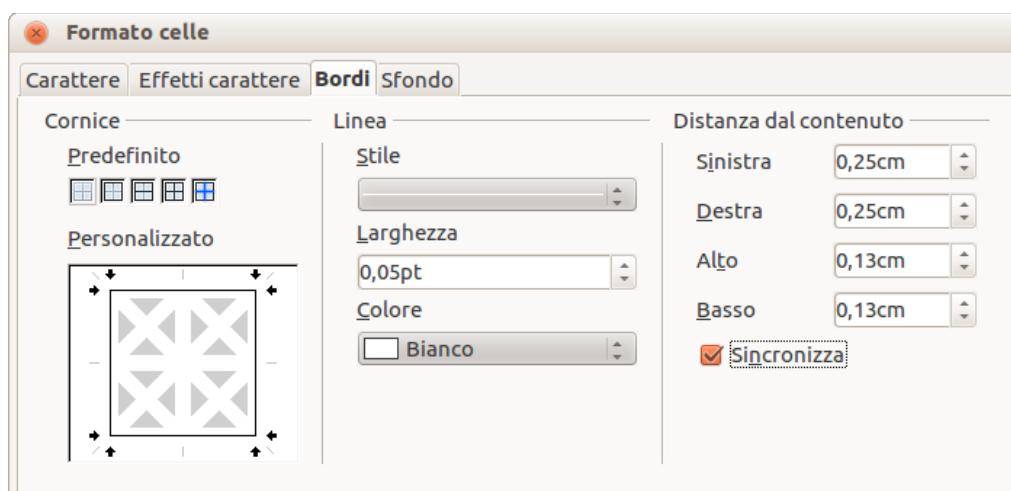 Formato celle
Carattere Effetti carattere Bordi Sfondo
Cornice
Predefinito
Personalizzato
Linea
Stile
Larghezza
0,05pt
Colore
Bianco
Distanza dal contenuto
Sinistra 0,25cm
Destra 0,25cm
Alto 0,13cm
Basso 0,13cm
Sincronizza